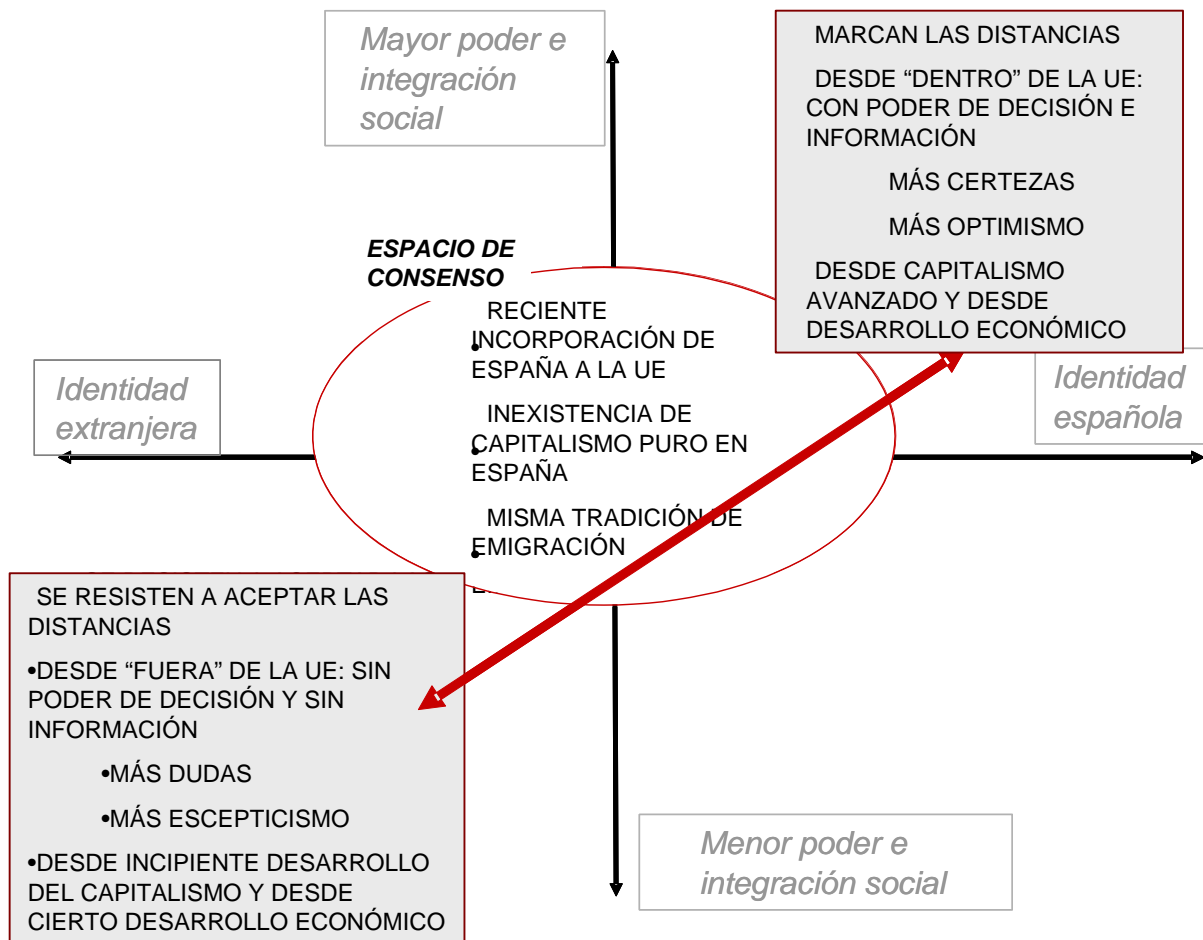 Mayor poder e
integración
social
MARCAN LAS DISTANCIAS
DESDE “DENTRO” DE LA UE:
CON PODER DE DECISIÓN E
INFORMACIÓN
MÁS CERTEZAS
MÁS OPTIMISMO
DESDE CAPITALISMO
AVANZADO Y DESDE
DESARROLLO ECONÓMICO
ESPACIO DE
CONSENSO
RECIENTE
•INCORPORACIÓN DE
ESPAÑA A LA UE
INEXISTENCIA DE
•CAPITALISMO PURO EN
ESPAÑA
MISMA TRADICIÓN DE
•EMIGRACIÓN
Identidad
extranjera
Identidad
española
SE RESISTEN A ACEPTAR LAS
DISTANCIAS
•DESDE “FUERA” DE LA UE: SIN
PODER DE DECISIÓN Y SIN
INFORMACIÓN
•MÁS DUDAS
•MÁS ESCEPTICISMO
•DESDE INCIPIENTE DESARROLLO
DEL CAPITALISMO Y DESDE
CIERTO DESARROLLO ECONÓMICO
Menor poder e
integración social